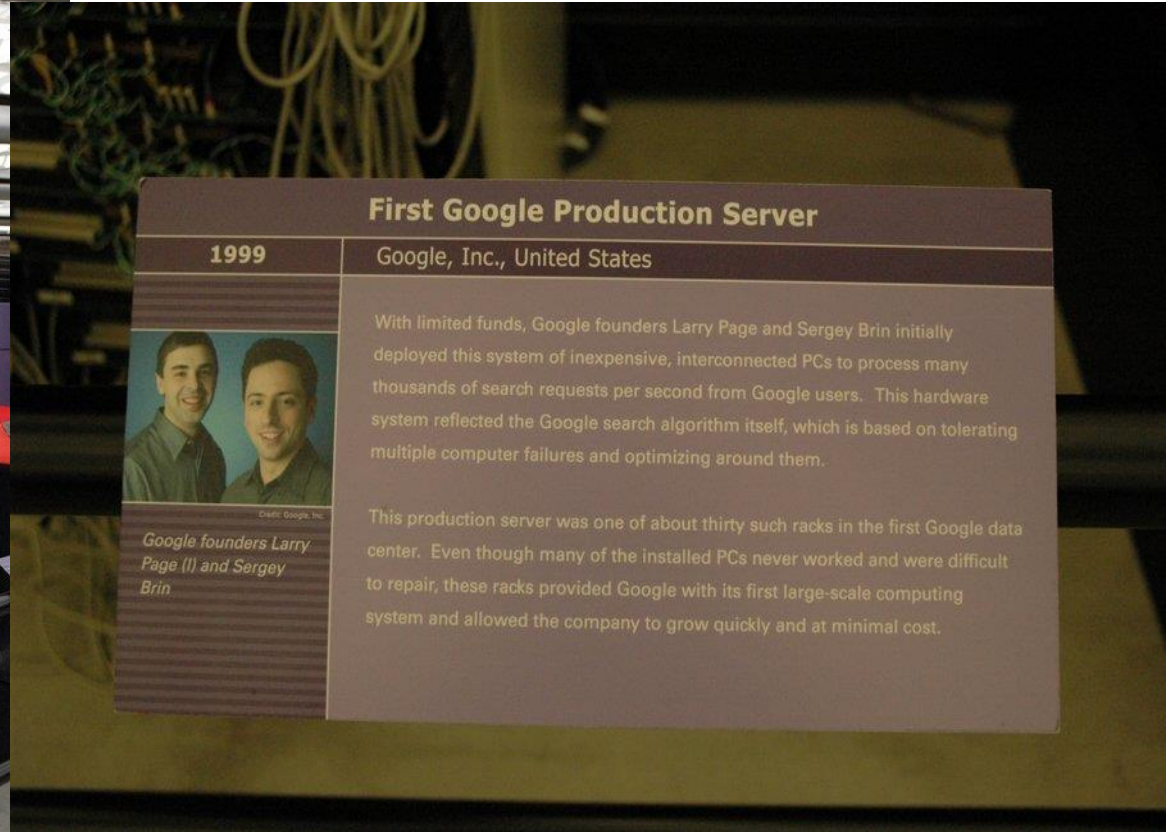 First Google Production Server
1999
Google, Inc., United States
With limited funds, Google founders Larry Page and Sergey Brin initially
deployed this system of inexpensive, interconnected PCs to process many
thousands of search requests per second from Google users. This hardware
system reflected the Google search algorithm itself, which is based on tolerating
multiple computer failures and optimizing around them.
This production server was one of about thirty such racks in the first Google data
center. Even though many of the installed PCs never worked and were difficult
to repair, these racks provided Google with its first large-scale computing
system and allowed the company to grow quickly and at minimal cost.
Credit: Google, Inc.
Google founders Larry
Page (l) and Sergey
Brin